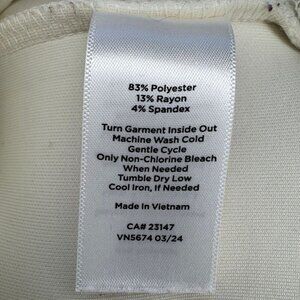 83% Polyester
13% Rayon
4% Spandex
Turn Garment Inside Out
Machine Wash Cold
Gentle Cycle
Only Non-Chlorine Bleach
When Needed
Tumble Dry Low
Cool Iron, If Needed
Made In Vietnam
CA# 23147
VN5674 03/24